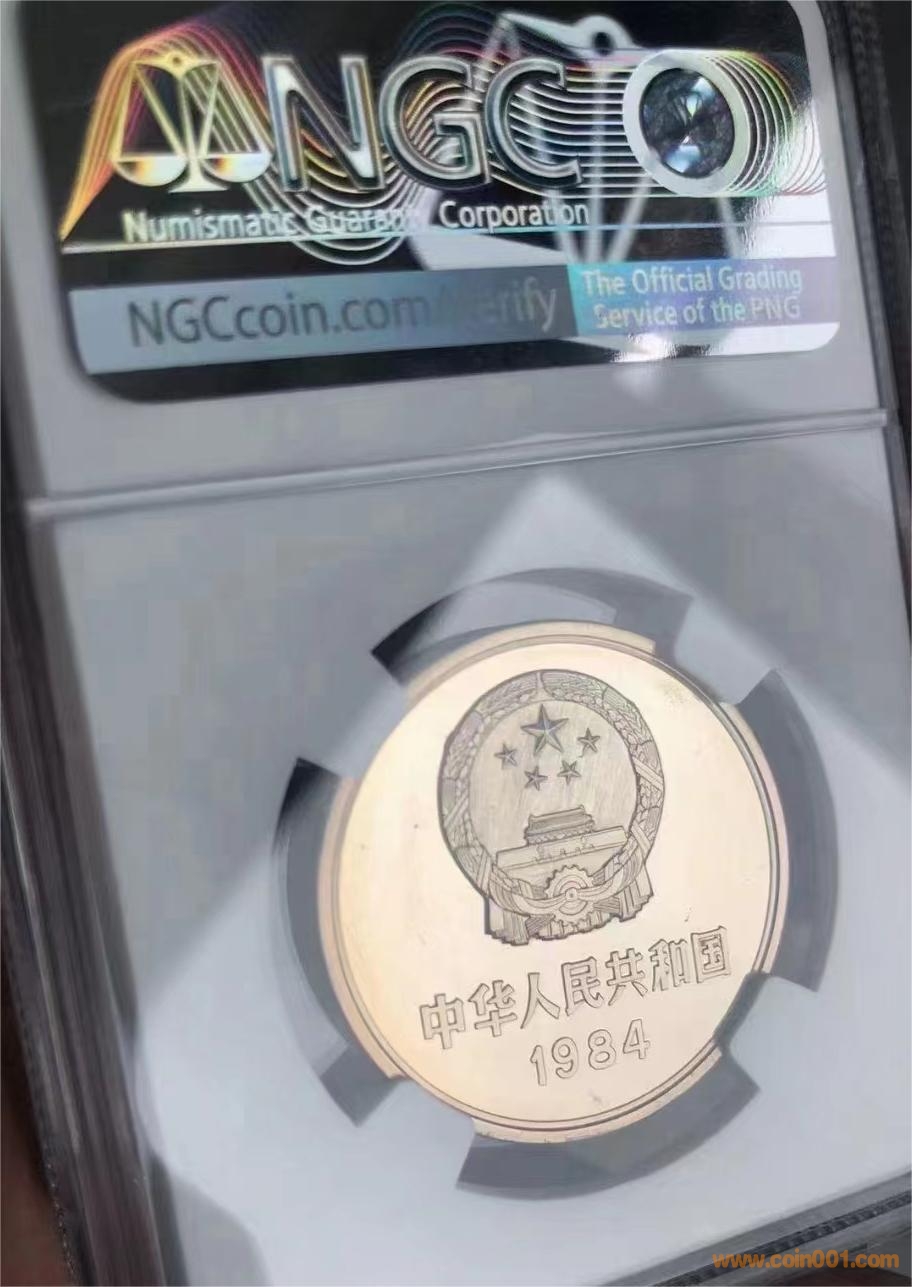 NGC
Numismatic Guaranty Corporation
NGCcoin.com/verify
The Official Grading
Service of the PNG
中华人民共和国
1984
www.coin001.com